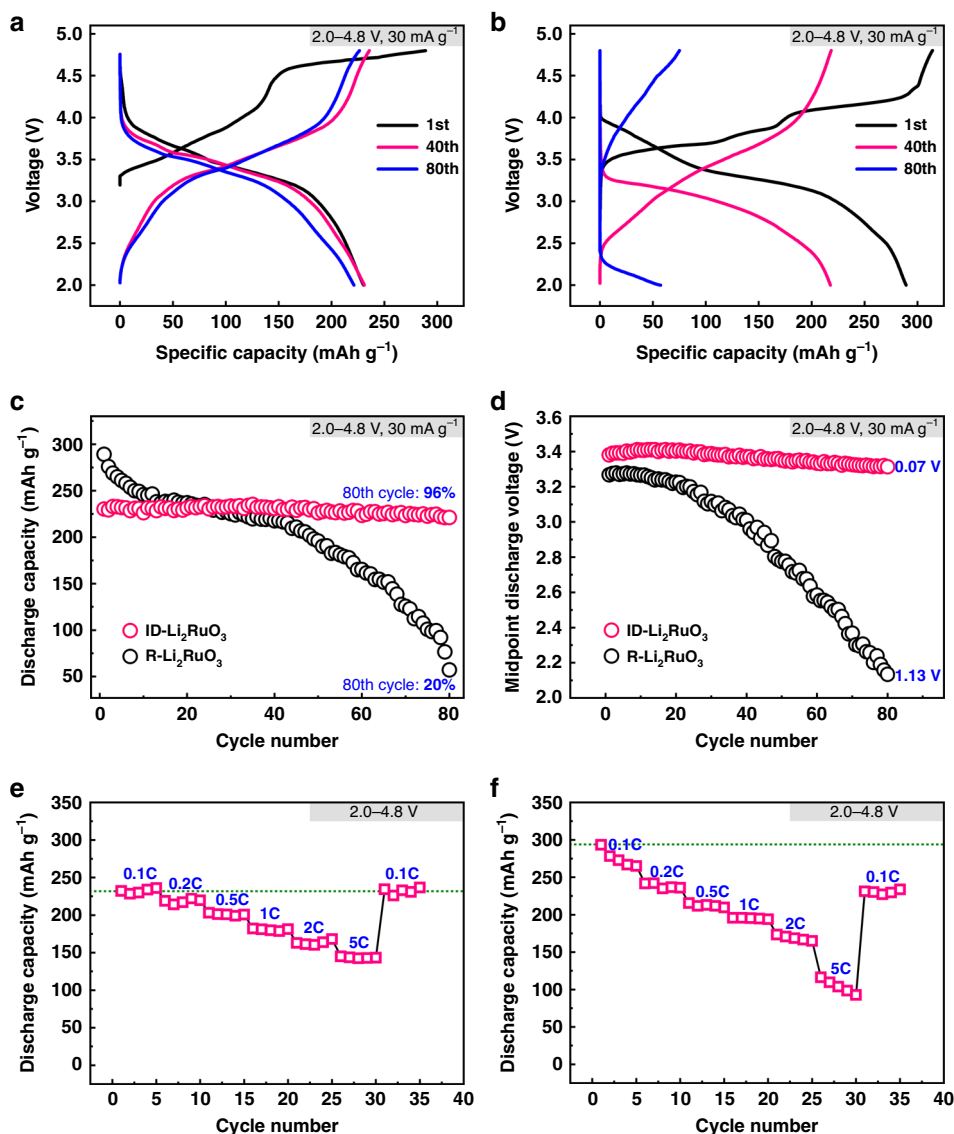 a
2.0–4.8 V, 30 mA g⁻¹
5.0
4.5
4.0
3.5
3.0
2.5
2.0
Voltage (V)
1st
40th
80th
0 50 100 150 200 250 300
Specific capacity (mAh g⁻¹)
b
2.0–4.8 V, 30 mA g⁻¹
5.0
4.5
4.0
3.5
3.0
2.5
2.0
Voltage (V)
1st
40th
80th
0 50 100 150 200 250 300
Specific capacity (mAh g⁻¹)
c
2.0–4.8 V, 30 mA g⁻¹
300
250
200
150
100
50
Discharge capacity (mAh g⁻¹)
80th cycle: 96%
ID-Li₂RuO₃
R-Li₂RuO₃
80th cycle: 20%
0 20 40 60 80
Cycle number
d
2.0–4.8 V, 30 mA g⁻¹
3.6
3.4
3.2
3.0
2.8
2.6
2.4
2.2
2.0
Midpoint discharge voltage (V)
0.07 V
ID-Li₂RuO₃
R-Li₂RuO₃
1.13 V
0 20 40 60 80
Cycle number
e
2.0–4.8 V
350
300
250
200
150
100
50
0
Discharge capacity (mAh g⁻¹)
0.1C
0.2C
0.5C
1C
2C
5C
0.1C
0 5 10 15 20 25 30 35 40
Cycle number
f
2.0–4.8 V
350
300
250
200
150
100
50
0
Discharge capacity (mAh g⁻¹)
0.1C
0.2C
0.5C
1C
2C
5C
0.1C
0 5 10 15 20 25 30 35 40
Cycle number